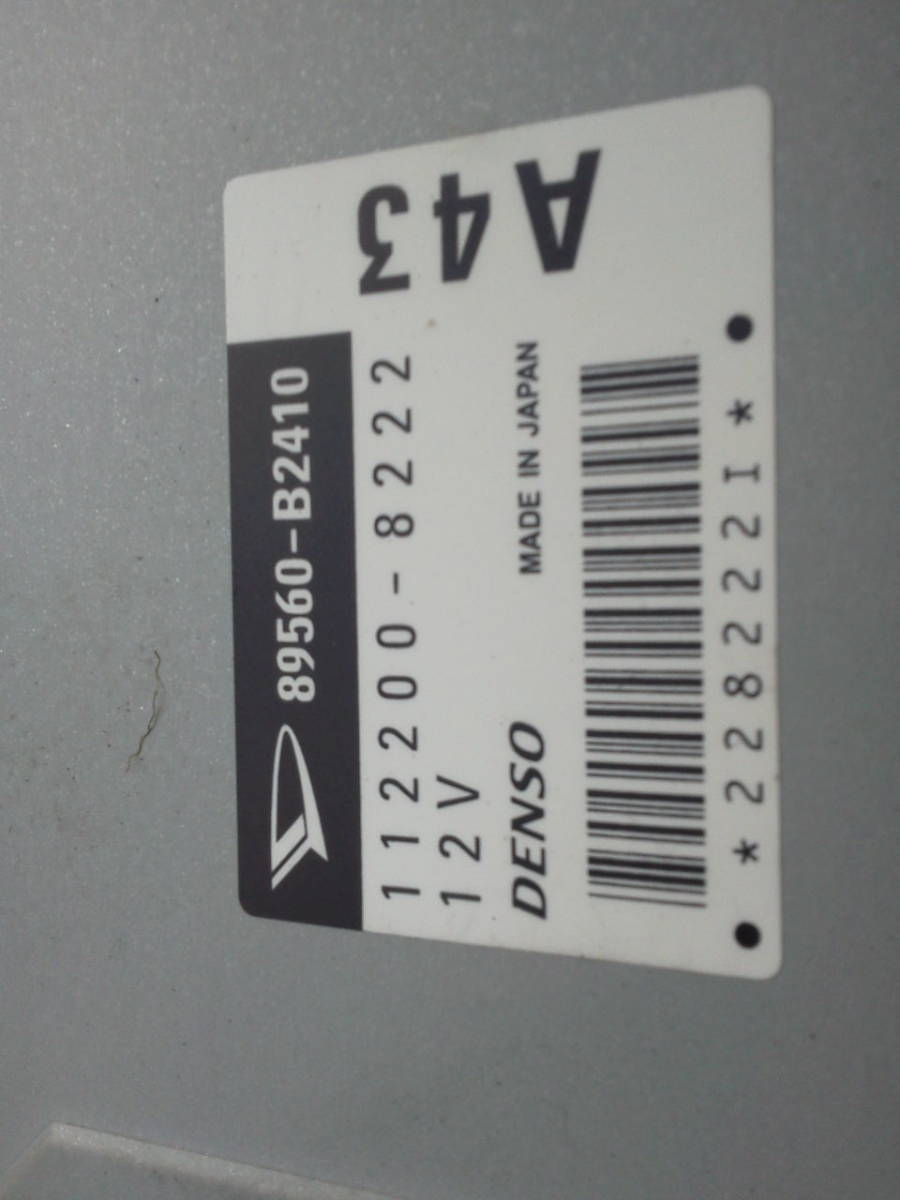 89560-B2410
A43
112200-8222
12V
DENSO
MADE IN JAPAN
*228222I*